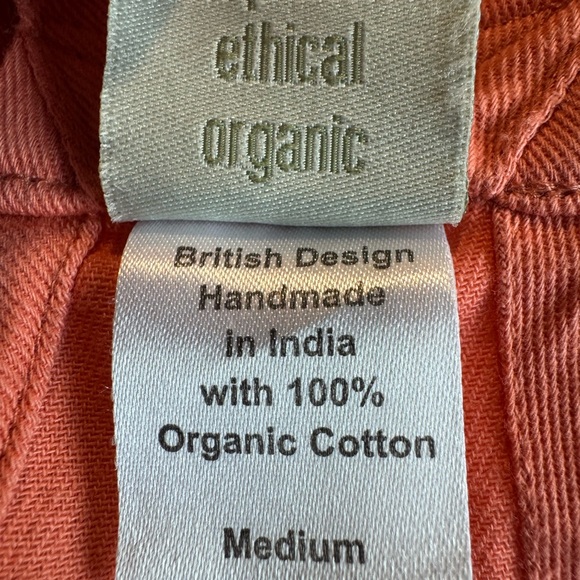 ethical
organic
British Design
Handmade
in India
with 100%
Organic Cotton
Medium